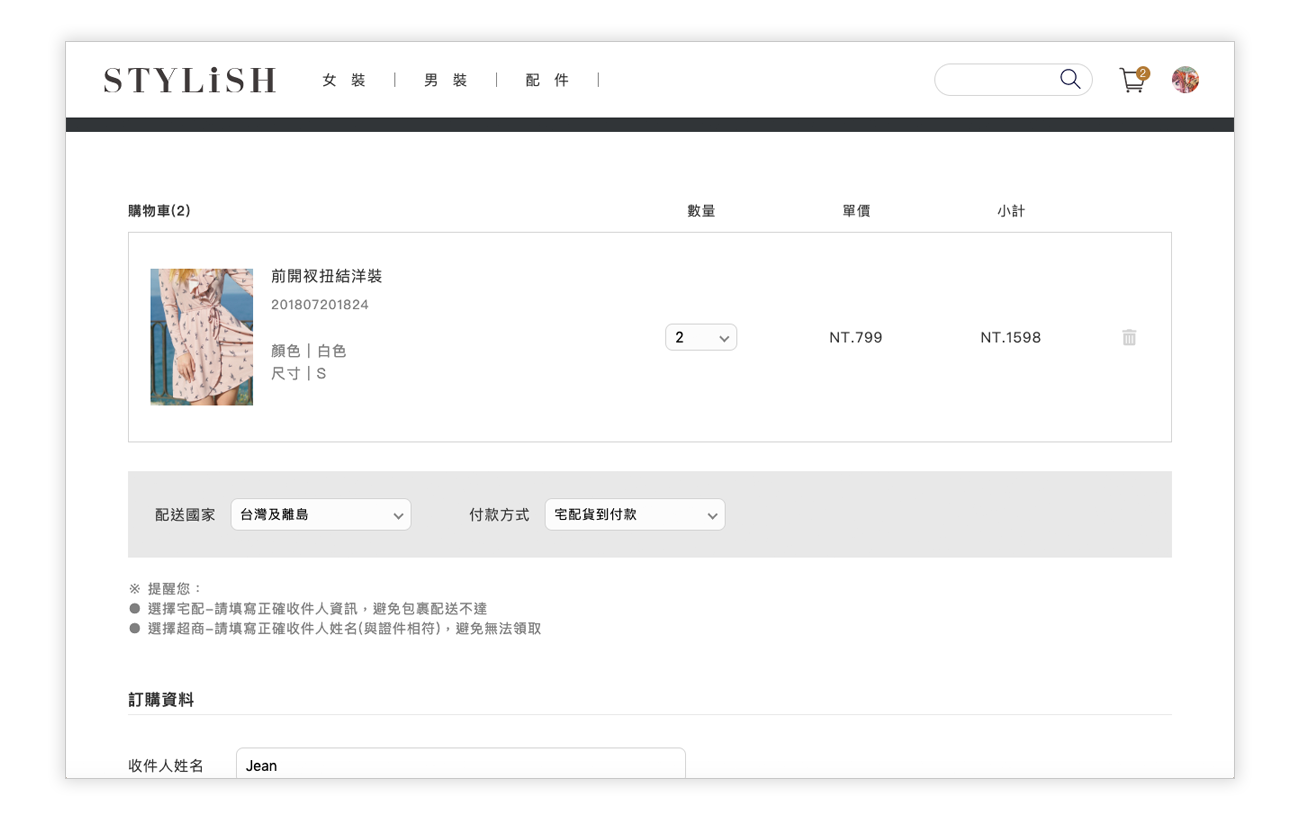 STYLiSH 女裝 | 男裝 | 配件 | 2
購物車(2) 數量 單價 小計
前開衩扭結洋裝
201807201824
顏色｜白色
尺寸｜S
2 NT.799 NT.1598
配送國家 台灣及離島 付款方式 宅配貨到付款
※ 提醒您：
● 選擇宅配-請填寫正確收件人資訊，避免包裹配送不達
● 選擇超商-請填寫正確收件人姓名(與證件相符)，避免無法領取
訂購資料
收件人姓名 Jean